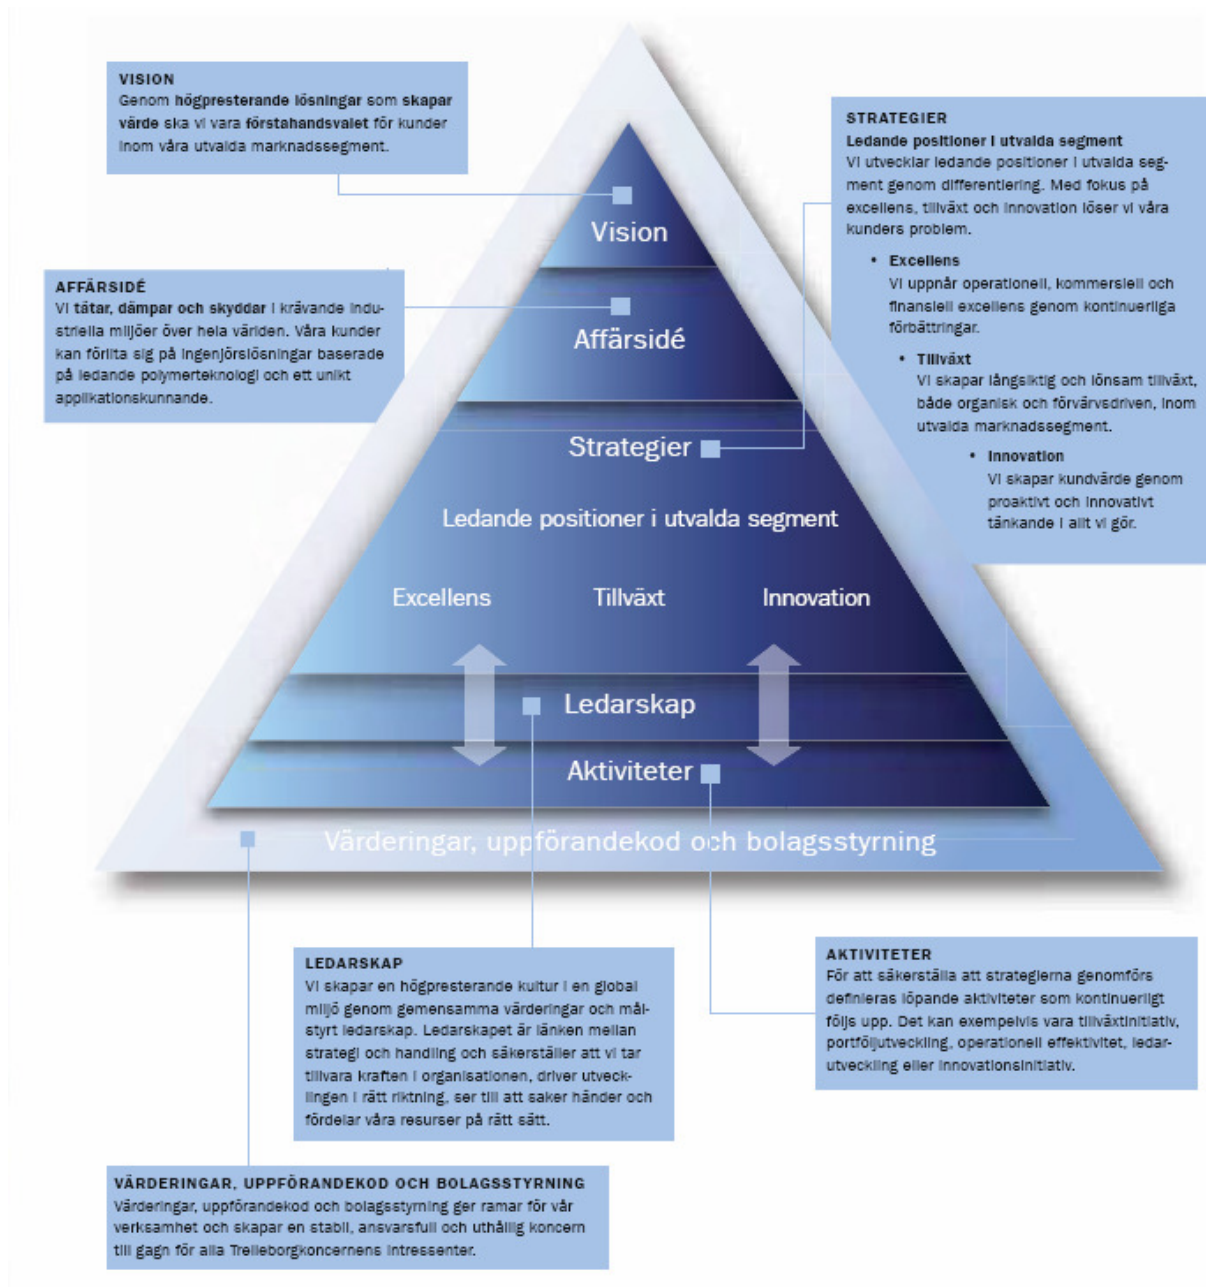 VISION
Genom högpresterande lösningar som skapar
värde ska vi vara förstahandsvalet för kunder
inom våra utvalda marknadssegment.
STRATEGIER
Ledande positioner i utvalda segment
Vi utvecklar ledande positioner i utvalda seg-
ment genom differentiering. Med fokus på
excellens, tillväxt och innovation löser vi våra
kunders problem.
• Excellens
Vi uppnår operationell, kommersiell och
finansiell excellens genom kontinuerliga
förbättringar.
• Tillväxt
Vi skapar långsiktig och lönsam tillväxt,
både organisk och förvärvsdriven, inom
utvalda marknadssegment.
• Innovation
Vi skapar kundvärde genom
proaktivt och innovativt
tänkande i allt vi gör.
AFFÄRSIDÉ
Vi tätar, dämpar och skyddar i krävande indu-
striella miljöer över hela världen. Våra kunder
kan förlita sig på ingenjörslösningar baserade
på ledande polymerteknologi och ett unikt
applikationskunnande.
Vision
Affärsidé
Strategier
Ledande positioner i utvalda segment
Excellens Tillväxt Innovation
Ledarskap
Aktiviteter
Värderingar, uppförandekod och bolagsstyrning
LEDARSKAP
Vi skapar en högpresterande kultur i en global
miljö genom gemensamma värderingar och mål-
styrt ledarskap. Ledarskapet är länken mellan
strategi och handling och säkerställer att vi tar
tillvara kraften i organisationen, driver utveck-
lingen i rätt riktning, ser till att saker händer och
fördelar våra resurser på rätt sätt.
AKTIVITETER
För att säkerställa att strategierna genomförs
definieras löpande aktiviteter som kontinuerligt
följs upp. Det kan exempelvis vara tillväxtinitiativ,
portföljutveckling, operationell effektivitet, ledar-
utveckling eller innovationsinitiativ.
VÄRDERINGAR, UPPFÖRANDEKOD OCH BOLAGSSTYRNING
Värderingar, uppförandekod och bolagsstyrning ger ramar för vår
verksamhet och skapar en stabil, ansvarsfull och uthållig koncern
till gagn för alla Trelleborgkoncernens intressenter.